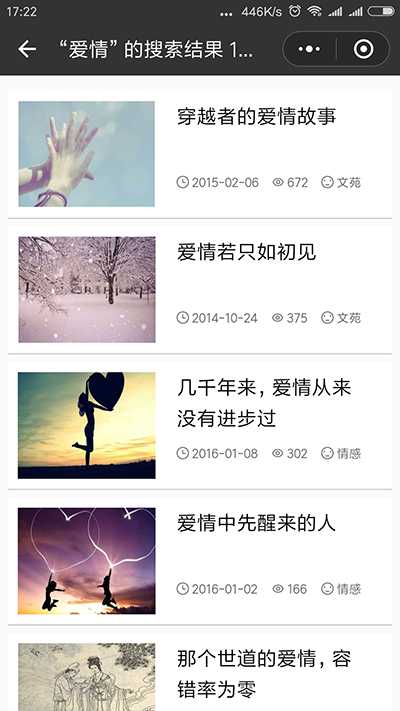 17:22 ... 446K/s
“爱情”的搜索结果 1...
穿越者的爱情故事
2015-02-06 672 文苑
爱情若只如初见
2014-10-24 375 文苑
几千年来，爱情从来
没有进步过
2016-01-08 302 情感
爱情中先醒来的人
2016-01-02 166 情感
那个世道的爱情，容
错率为零